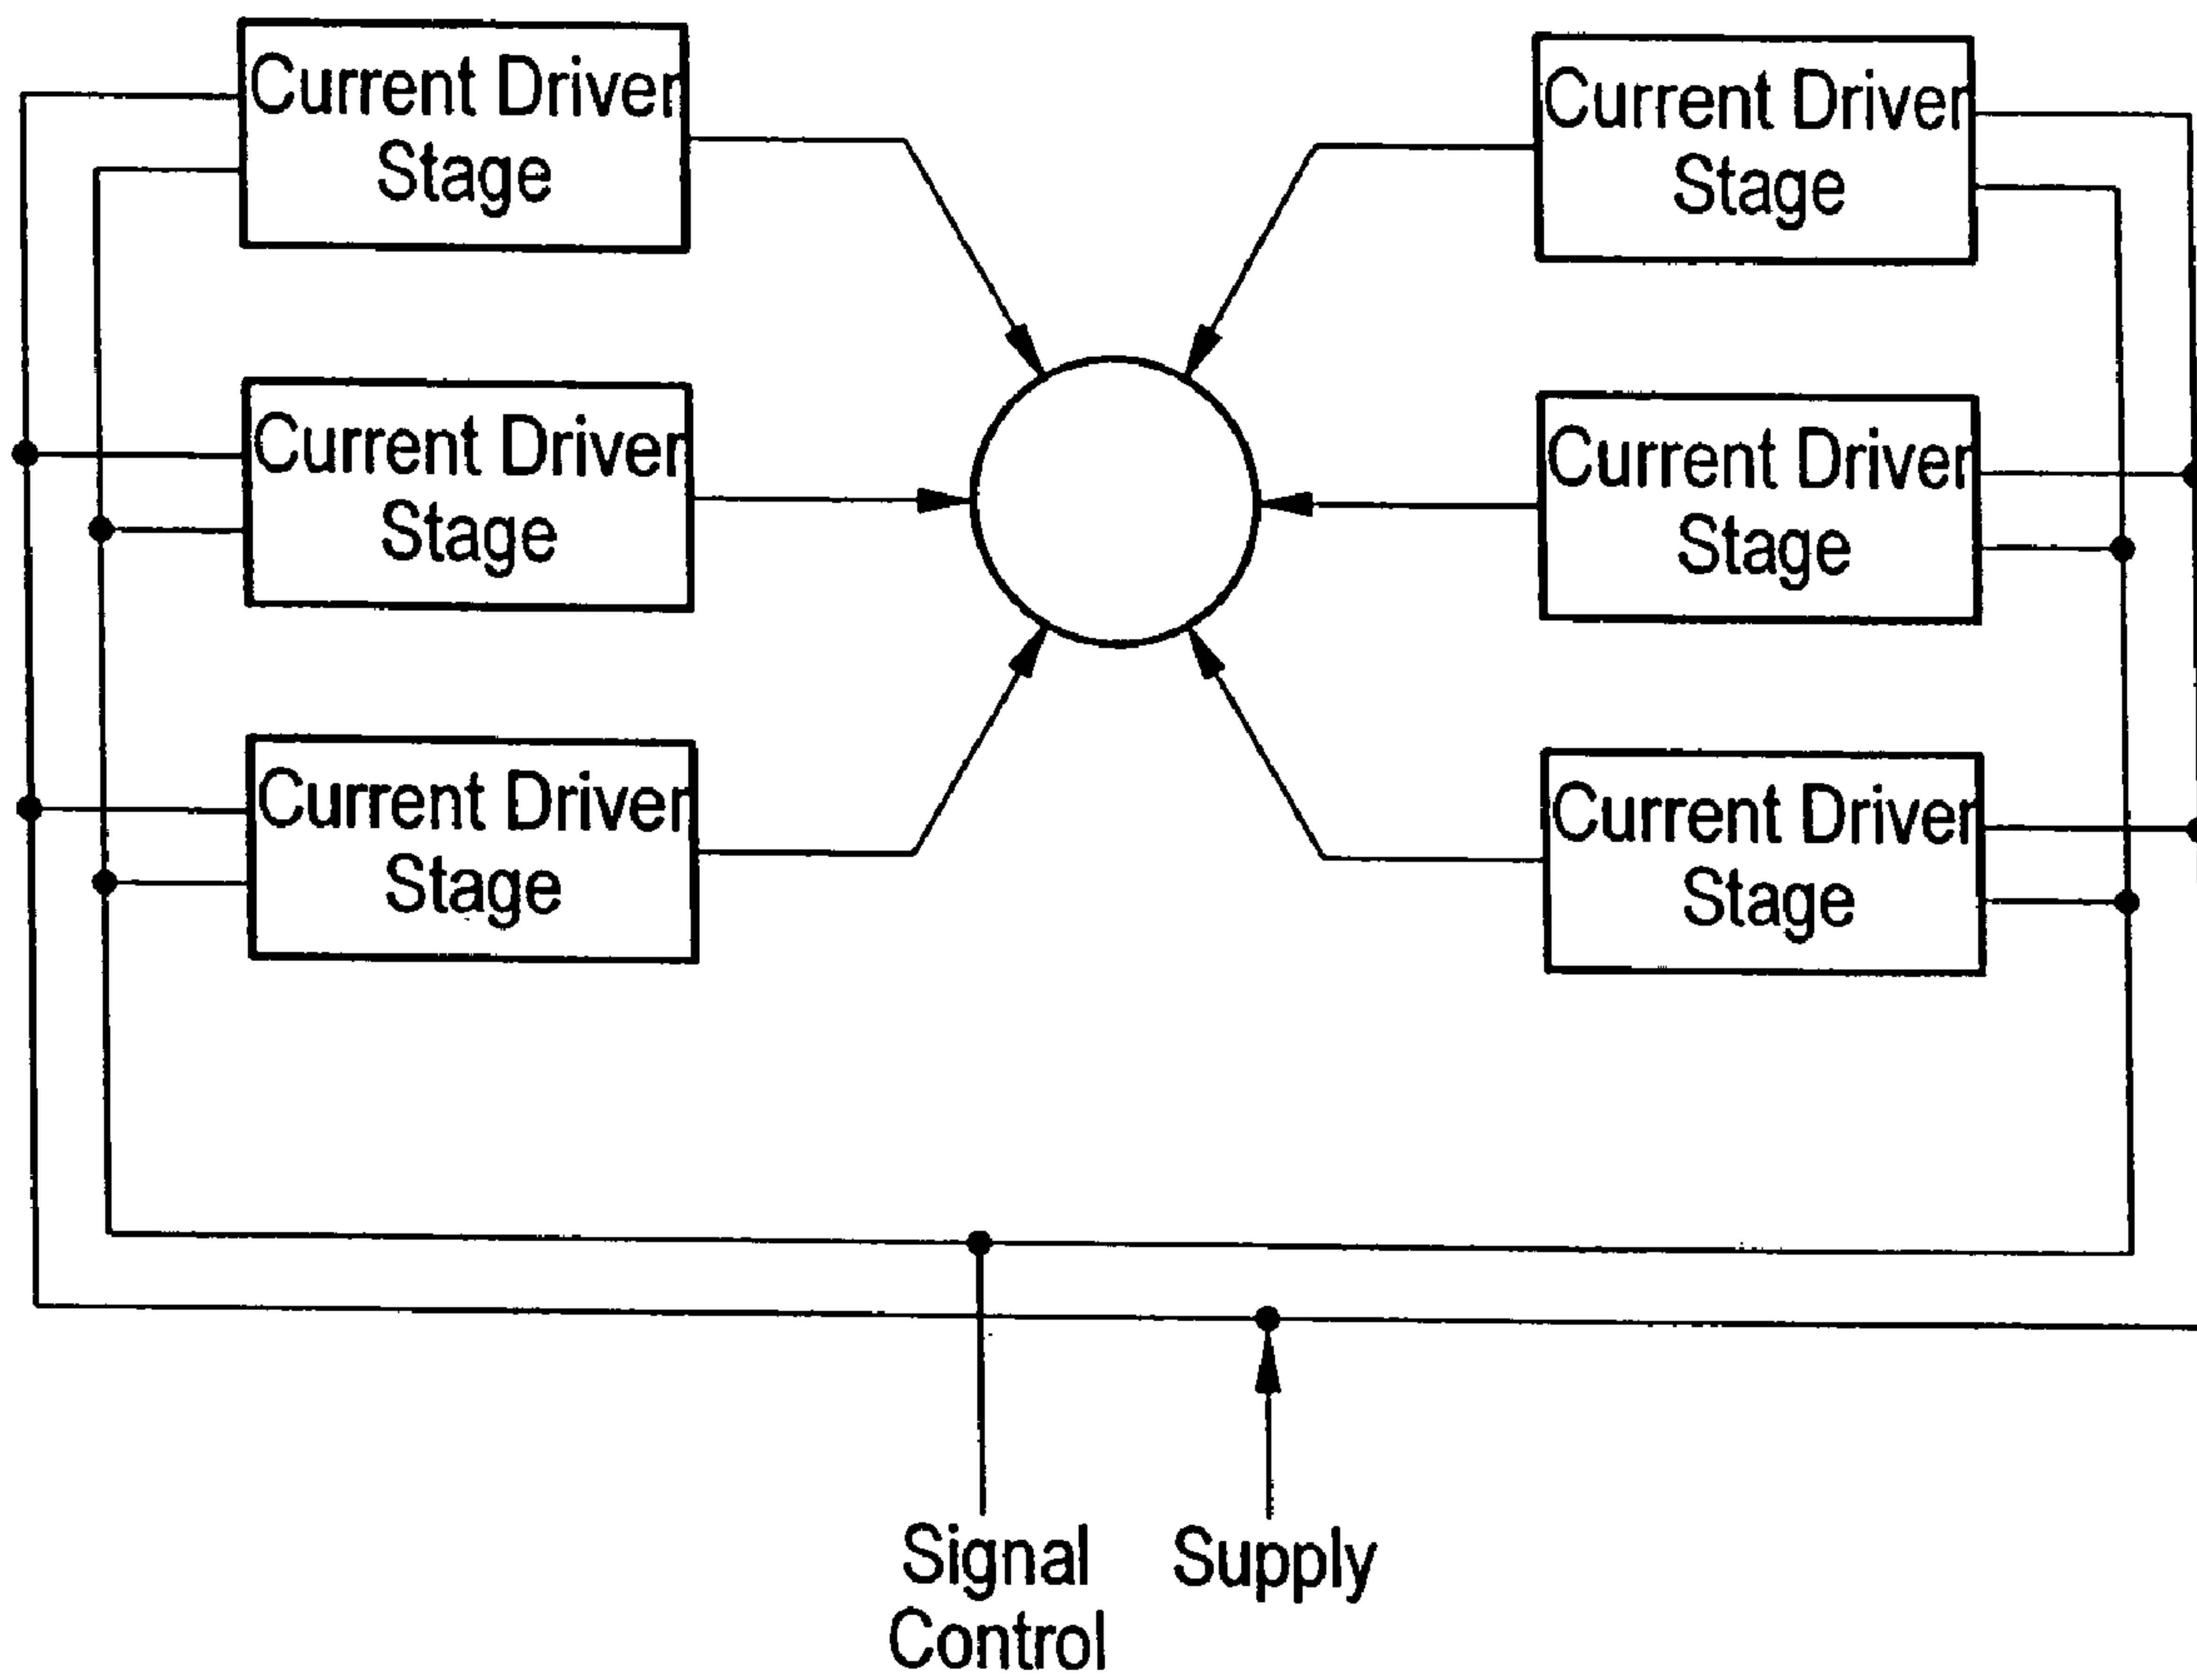 Current Driver
Stage
Current Driver
Stage
Current Driver
Stage
Current Driver
Stage
Current Driver
Stage
Current Driver
Stage
Signal
Control
Supply